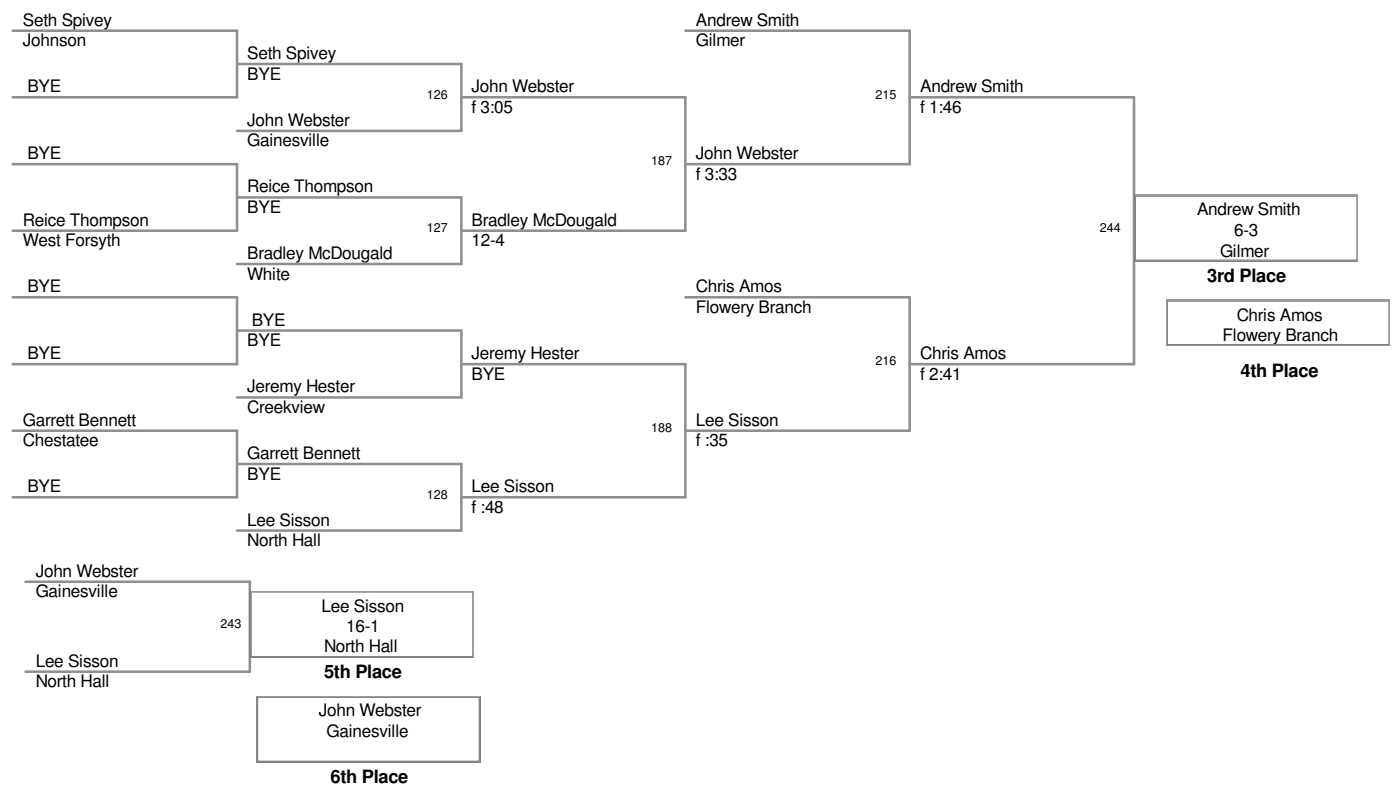 Seth Spivey
Johnson
BYE
BYE
Reice Thompson
West Forsyth
BYE
BYE
Garrett Bennett
Chestatee
BYE
Seth Spivey
BYE
126
John Webster
Gainesville
Reice Thompson
BYE
127
Bradley McDougald
White
BYE
BYE
Jeremy Hester
Creekview
Garrett Bennett
BYE
128
Lee Sisson
North Hall
John Webster
f 3:05
187
Bradley McDougald
12-4
Jeremy Hester
BYE
188
Lee Sisson
f :48
Andrew Smith
Gilmer
215
John Webster
f 3:33
Chris Amos
Flowery Branch
216
Lee Sisson
f :35
Andrew Smith
f 1:46
244
Chris Amos
f 2:41
Andrew Smith
6-3
Gilmer
3rd Place
Chris Amos
Flowery Branch
4th Place
John Webster
Gainesville
243
Lee Sisson
North Hall
Lee Sisson
16-1
North Hall
5th Place
John Webster
Gainesville
6th Place